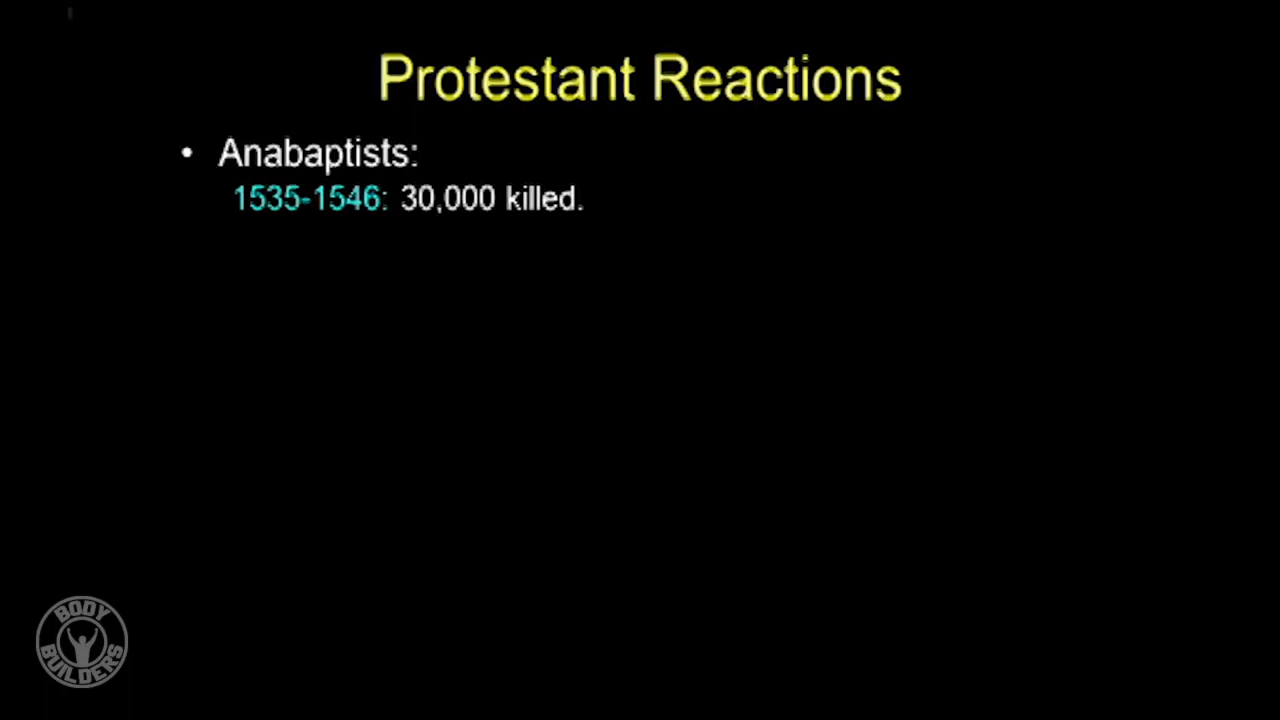 Protestant Reactions
• Anabaptists:
1535-1546: 30,000 killed.
BODY
BUILDERS